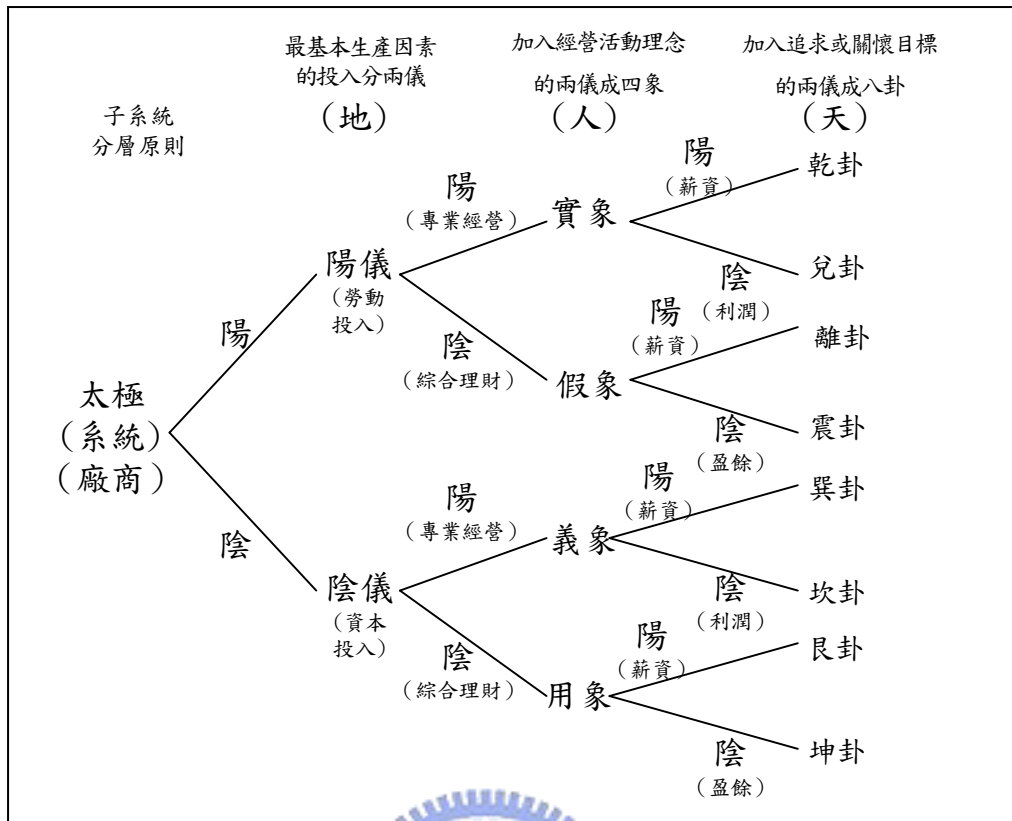 子系統
分層原則
最基本生產因素
的投入分兩儀
（地）
加入經營活動理念
的兩儀成四象
（人）
加入追求或關懷目標
的兩儀成八卦
（天）
太極
（系統）
（廠商）
陽
陰
陽儀
（勞動
投入）
陰儀
（資本
投入）
陽
（專業經營）
陰
（綜合理財）
陽
（專業經營）
陰
（綜合理財）
實象
假象
義象
用象
陽
（薪資）
陰
（利潤）
陽
（薪資）
陰
（盈餘）
陽
（薪資）
陰
（利潤）
陽
（薪資）
陰
（盈餘）
乾卦
兌卦
離卦
震卦
巽卦
坎卦
艮卦
坤卦